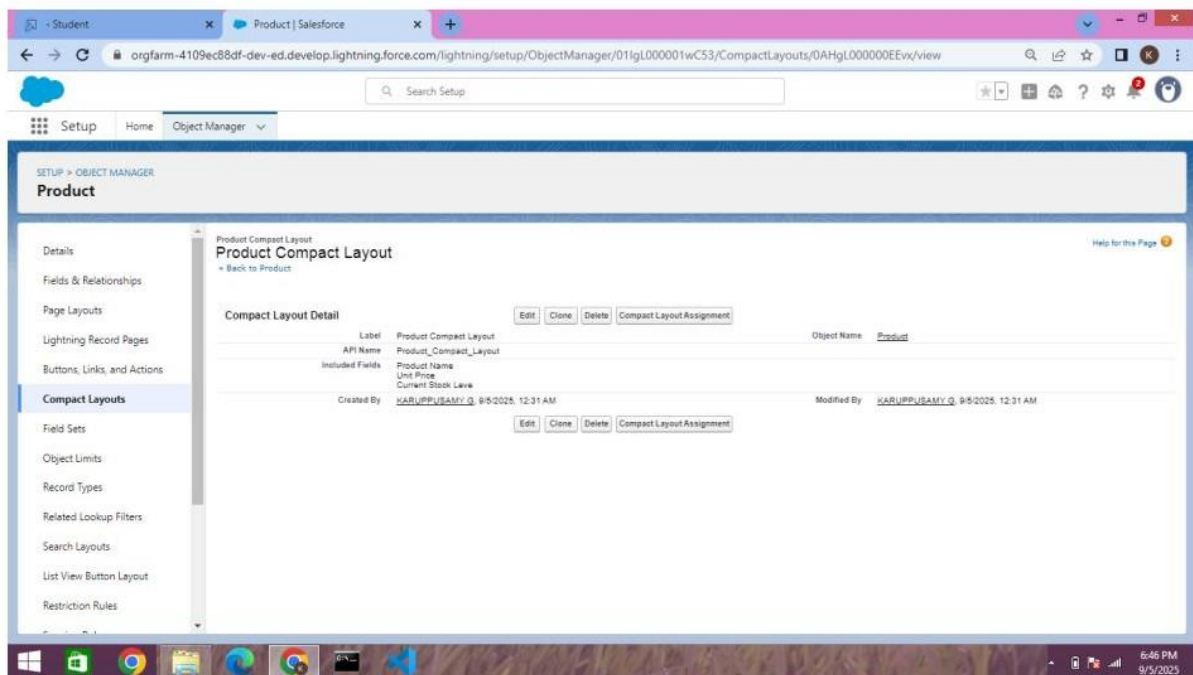 - Student
Product | Salesforce
orgfarm-4109ec88df-dev-ed.develop.lightning.force.com/lightning/setup/ObjectManager/01IgL000001wC53/CompactLayouts/0AHgL000000EEvx/view
K
Search Setup
2
Setup
Home
Object Manager
SETUP > OBJECT MANAGER
Product
Details
Fields & Relationships
Page Layouts
Lightning Record Pages
Buttons, Links, and Actions
Compact Layouts
Field Sets
Object Limits
Record Types
Related Lookup Filters
Search Layouts
List View Button Layout
Restriction Rules
Product Compact Layout
Product Compact Layout
« Back to Product
Help for this Page
Compact Layout Detail
Edit Clone Delete Compact Layout Assignment
Label Product Compact Layout Object Name Product
API Name Product_Compact_Layout
Included Fields Product Name
Unit Price
Current Stock Leve
Created By KARUPPUSAMY G, 9/5/2025, 12:31 AM Modified By KARUPPUSAMY G, 9/5/2025, 12:31 AM
Edit Clone Delete Compact Layout Assignment
6:46 PM
9/5/2025